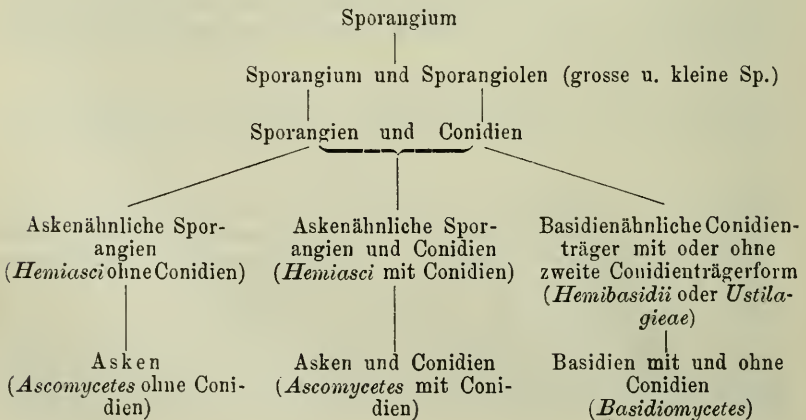 Sporangium
Sporangium und Sporangiolen (grosse u. kleine Sp.)
Sporangien und Conidien
Askenähnliche Spor-
angien
(Hemiasci ohne Conidien)
Askenähnliche Spor-
angien und Conidien
(Hemiasci mit Conidien)
Basidienähnliche Conidien-
träger mit oder ohne
zweite Conidienträgerform
(Hemibasidii oder Ustila-
gieae)
Asken
(Ascomycetes ohne Coni-
dien)
Asken und Conidien
(Ascomycetes mit Coni-
dien)
Basidien mit und ohne
Conidien
(Basidiomycetes)